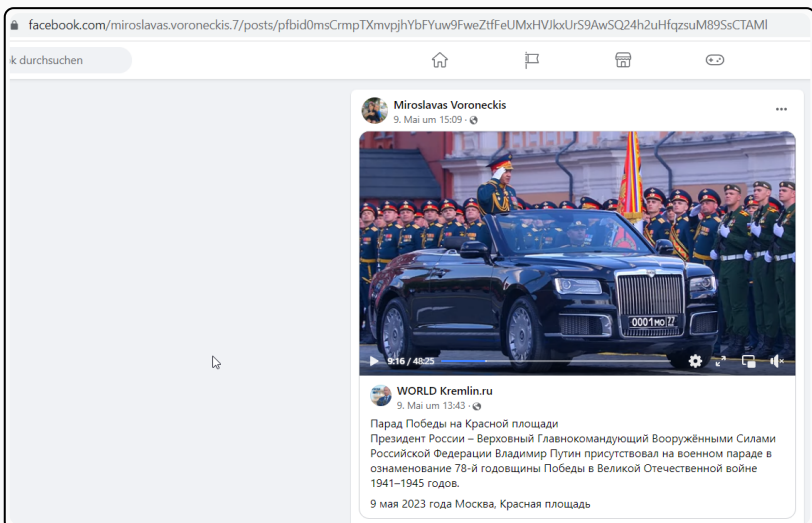 facebook.com/miroslavas.voroneckis.7/posts/pfbid0msCrmpTXmvpjhYbFYuw9FweZtfFeUMxHVJkxUrS9AwSQ24h2uHfqzsuM89SsCTAMl
k durchsuchen
Miroslavas Voroneckis
9. Mai um 15:09 ·
0001 MO 77
9:16 / 48:25
WORLD Kremlin.ru
9. Mai um 13:43 ·
Парад Победы на Красной площади
Президент России – Верховный Главнокомандующий Вооружёнными Силами
Российской Федерации Владимир Путин присутствовал на военном параде в
ознаменование 78-й годовщины Победы в Великой Отечественной войне
1941–1945 годов.
9 мая 2023 года Москва, Красная площадь